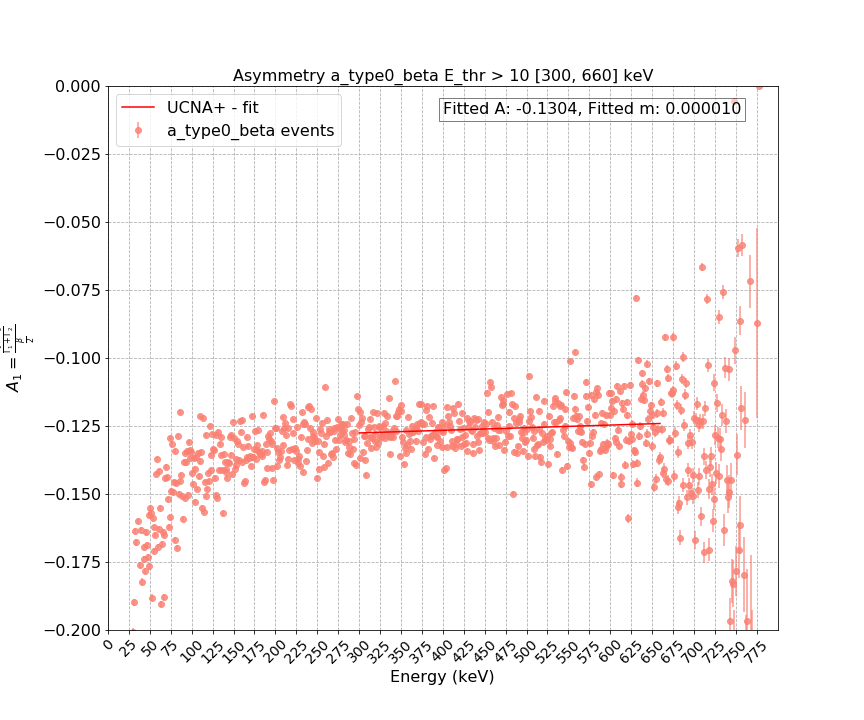 Asymmetry a_type0_beta E_thr > 10 [300, 660] keV
UCNA+ - fit
a_type0_beta events
Fitted A: -0.1304, Fitted m: 0.000010
0.000
−0.025
−0.050
−0.075
−0.100
−0.125
−0.150
−0.175
−0.200
A₁ =
0 25 50 75 100 125 150 175 200 225 250 275 300 325 350 375 400 425 450 475 500 525 550 575 600 625 650 675 700 725 750 775
Energy (keV)